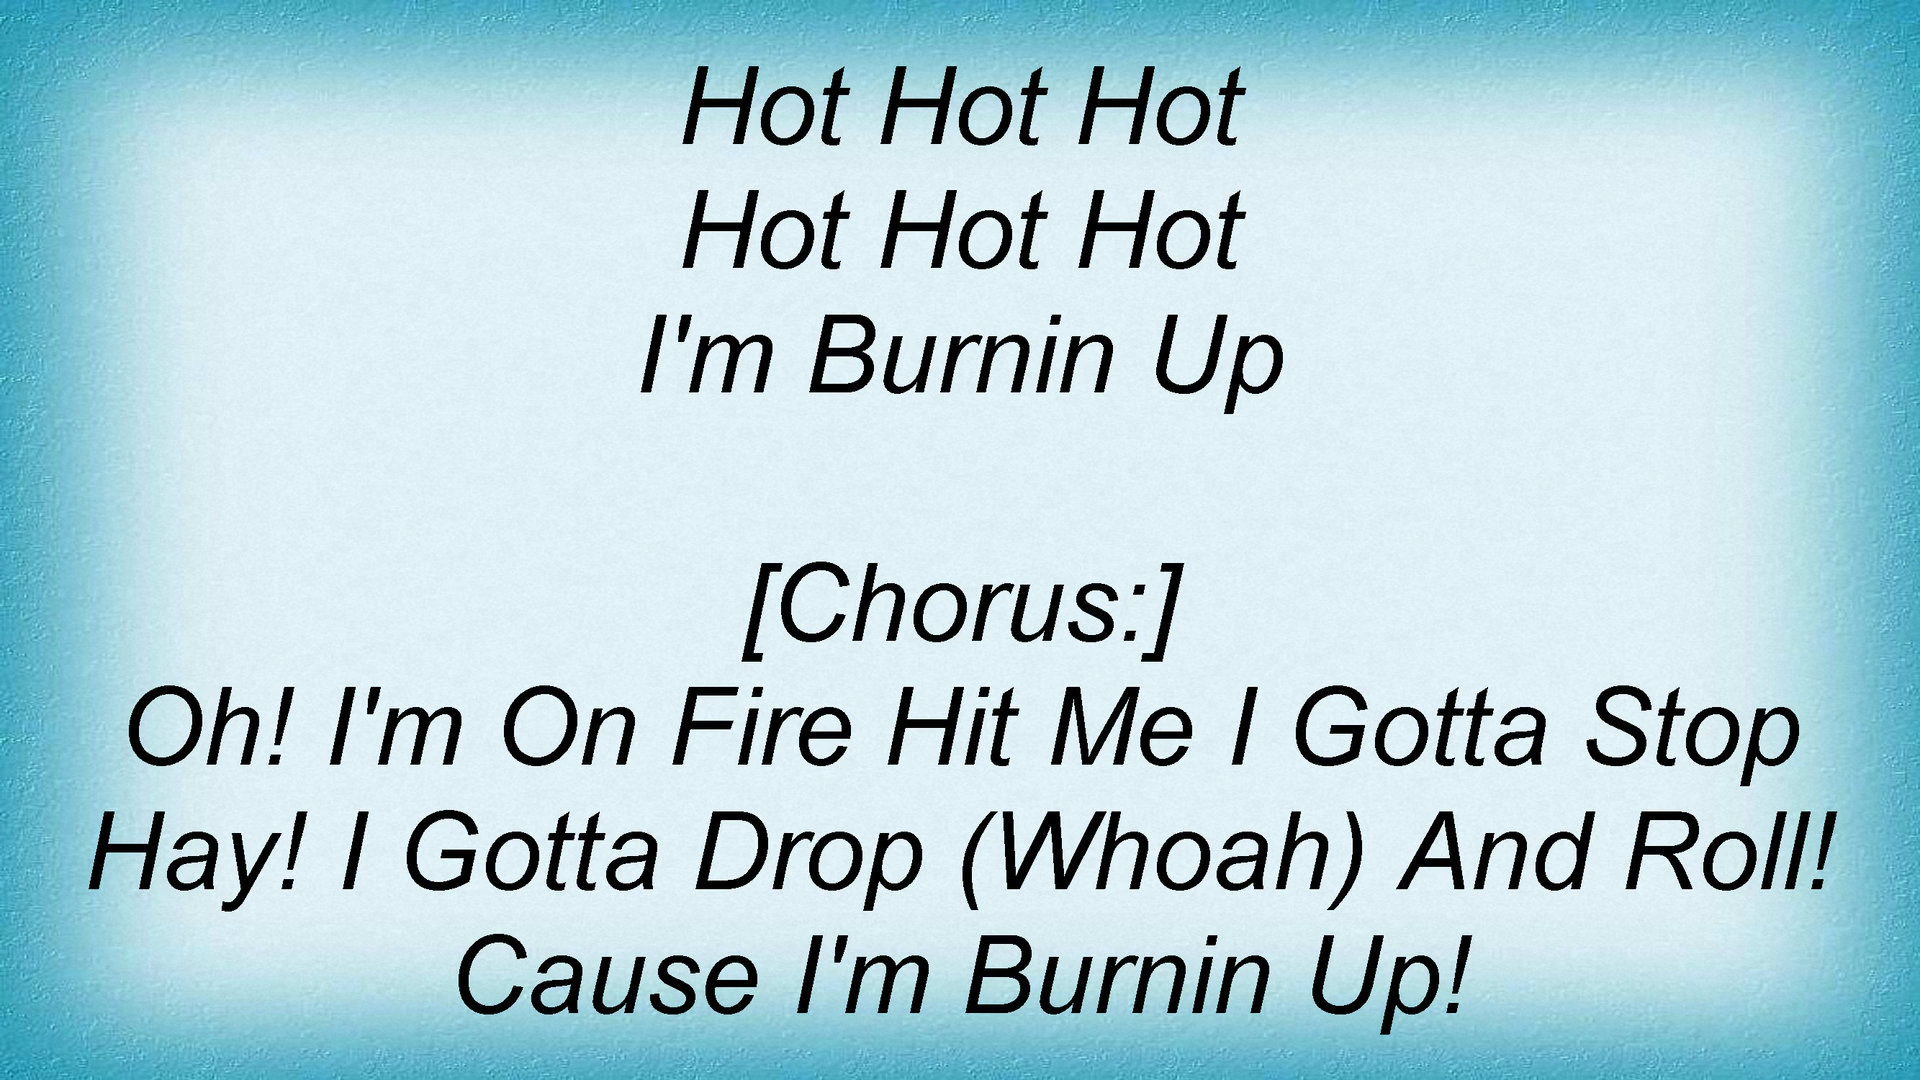 Hot Hot Hot
Hot Hot Hot
I'm Burnin Up
[Chorus:]
Oh! I'm On Fire Hit Me I Gotta Stop
Hay! I Gotta Drop (Whoah) And Roll!
Cause I'm Burnin Up!